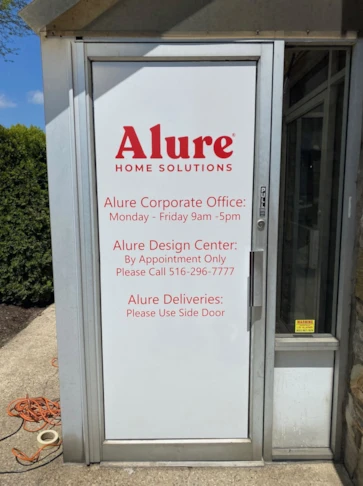 Alure
HOME SOLUTIONS
Alure Corporate Office:
Monday - Friday 9am -5pm
Alure Design Center:
By Appointment Only
Please Call 516-296-7777
Alure Deliveries:
Please Use Side Door